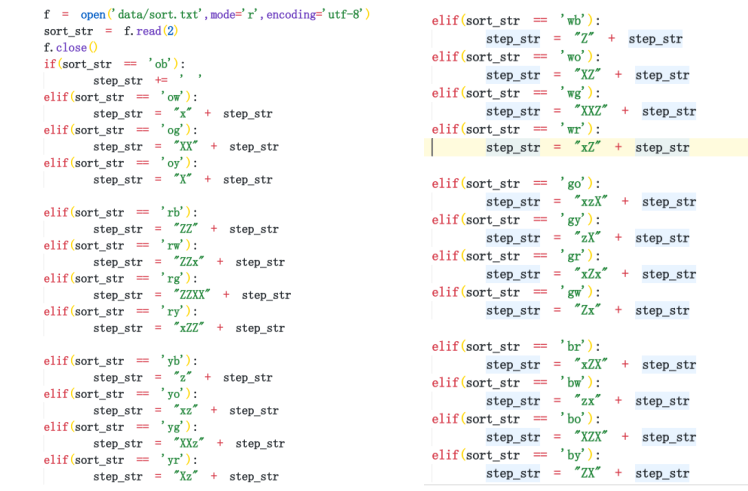 f = open('data/sort.txt',mode='r',encoding='utf-8')
sort_str = f.read(2)
f.close()
if(sort_str == 'ob'):
step_str += ' '
elif(sort_str == 'ow'):
step_str = "x" + step_str
elif(sort_str == 'og'):
step_str = "XX" + step_str
elif(sort_str == 'oy'):
step_str = "X" + step_str
elif(sort_str == 'rb'):
step_str = "ZZ" + step_str
elif(sort_str == 'rw'):
step_str = "ZZx" + step_str
elif(sort_str == 'rg'):
step_str = "ZZXX" + step_str
elif(sort_str == 'ry'):
step_str = "xZZ" + step_str
elif(sort_str == 'yb'):
step_str = "z" + step_str
elif(sort_str == 'yo'):
step_str = "xz" + step_str
elif(sort_str == 'yg'):
step_str = "XXz" + step_str
elif(sort_str == 'yr'):
step_str = "Xz" + step_str
elif(sort_str == 'wb'):
step_str = "Z" + step_str
elif(sort_str == 'wo'):
step_str = "XZ" + step_str
elif(sort_str == 'wg'):
step_str = "XXZ" + step_str
elif(sort_str == 'wr'):
step_str = "xZ" + step_str
elif(sort_str == 'go'):
step_str = "xzX" + step_str
elif(sort_str == 'gy'):
step_str = "zX" + step_str
elif(sort_str == 'gr'):
step_str = "xZx" + step_str
elif(sort_str == 'gw'):
step_str = "Zx" + step_str
elif(sort_str == 'br'):
step_str = "xZX" + step_str
elif(sort_str == 'bw'):
step_str = "zx" + step_str
elif(sort_str == 'bo'):
step_str = "XZX" + step_str
elif(sort_str == 'by'):
step_str = "ZX" + step_str